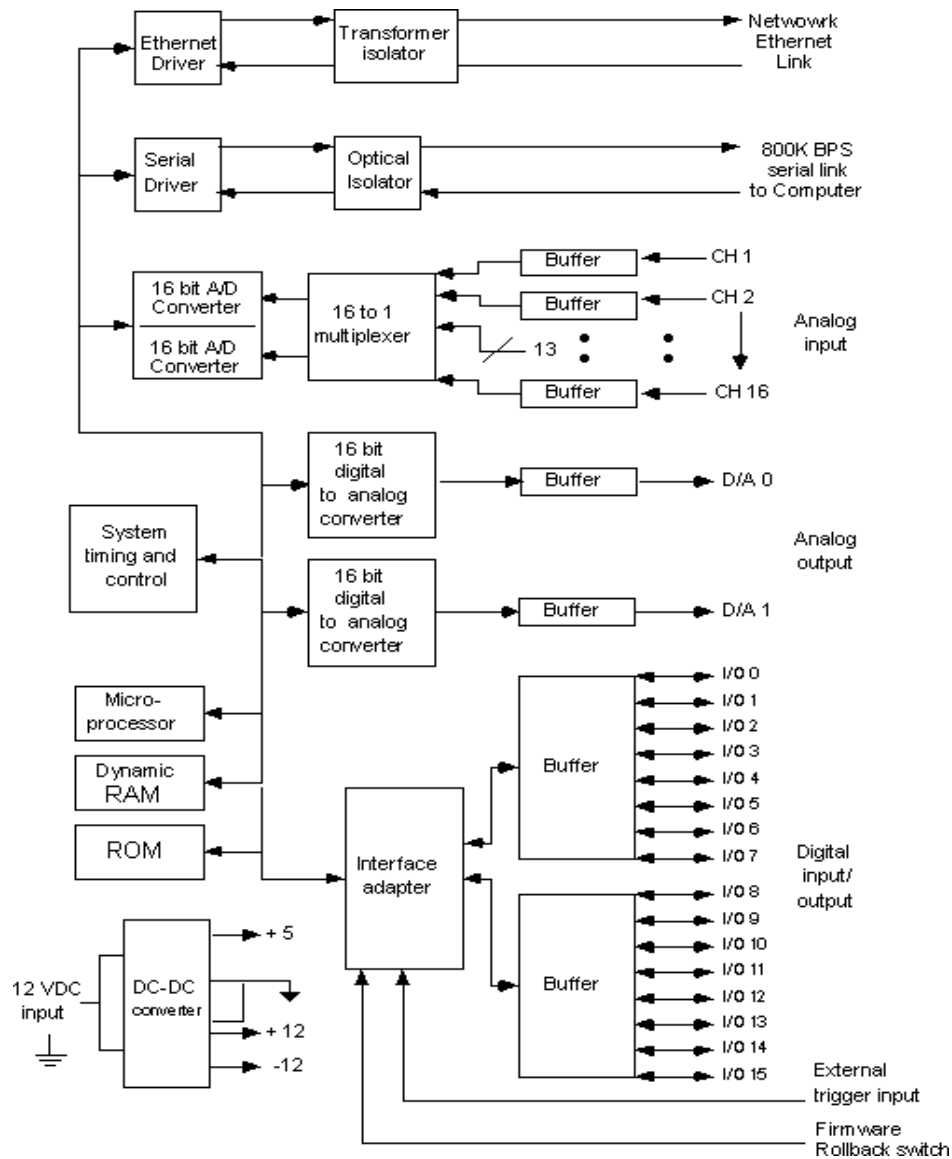 Ethernet
Driver
Transformer
isolator
Netwowrk
Ethernet
Link
Serial
Driver
Optical
Isolator
800K BPS
serial link
to Computer
16 bit A/D
Converter
16 bit A/D
Converter
16 to 1
multiplexer
Buffer
CH 1
Buffer
CH 2
13
Buffer
CH 16
Analog
input
16 bit
digital
to analog
converter
Buffer
D/A 0
System
timing and
control
Analog
output
16 bit
digital
to analog
converter
Buffer
D/A 1
Micro-
processor
Dynamic
RAM
ROM
Interface
adapter
Buffer
I/O 0
I/O 1
I/O 2
I/O 3
I/O 4
I/O 5
I/O 6
I/O 7
Digital
input/
output
Buffer
I/O 8
I/O 9
I/O 10
I/O 11
I/O 12
I/O 13
I/O 14
I/O 15
12 VDC
input
DC-DC
converter
+ 5
+ 12
-12
External
trigger input
Firmware
Rollback switch